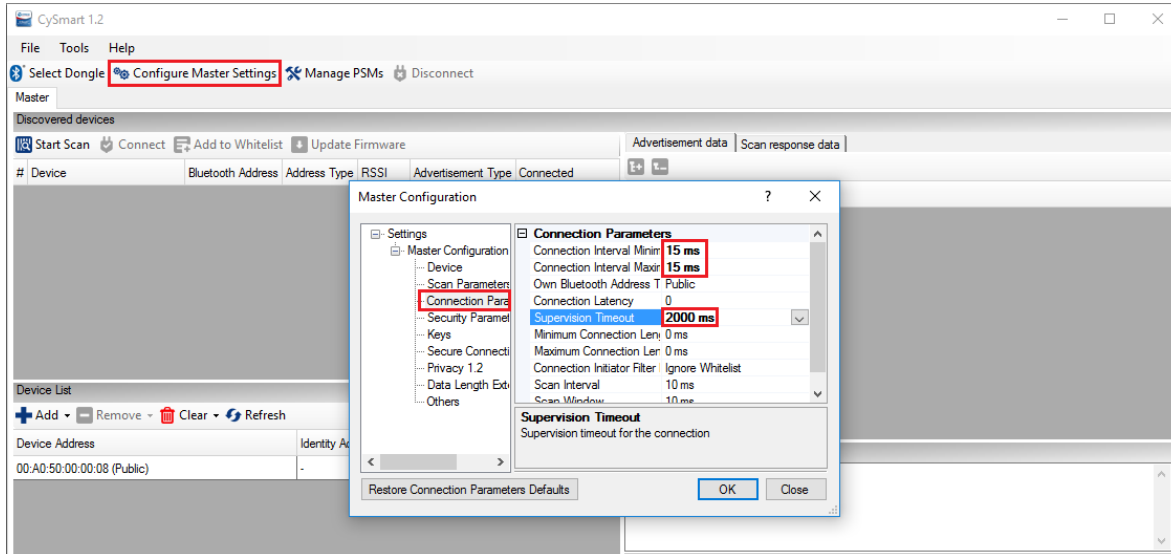 CySmart 1.2
File Tools Help
Select Dongle Configure Master Settings Manage PSMs Disconnect
Master
Discovered devices
Start Scan Connect Add to Whitelist Update Firmware
Advertisement data Scan response data
# Device Bluetooth Address Address Type RSSI Advertisement Type Connected
Master Configuration ? X
Settings
Master Configuration
Device
Scan Parameters
Connection Para
Security Paramet
Keys
Secure Connecti
Privacy 1.2
Data Length Ext
Others
Connection Parameters
Connection Interval Minim 15 ms
Connection Interval Maxir 15 ms
Own Bluetooth Address T Public
Connection Latency 0
Supervision Timeout 2000 ms
Minimum Connection Len 0 ms
Maximum Connection Ler 0 ms
Connection Initiator Filter Ignore Whitelist
Scan Interval 10 ms
Scan Window 10 ms
Supervision Timeout
Supervision timeout for the connection
Restore Connection Parameters Defaults OK Close
Device List
Add Remove Clear Refresh
Device Address Identity Ad
00:A0:50:00:00:08 (Public) -